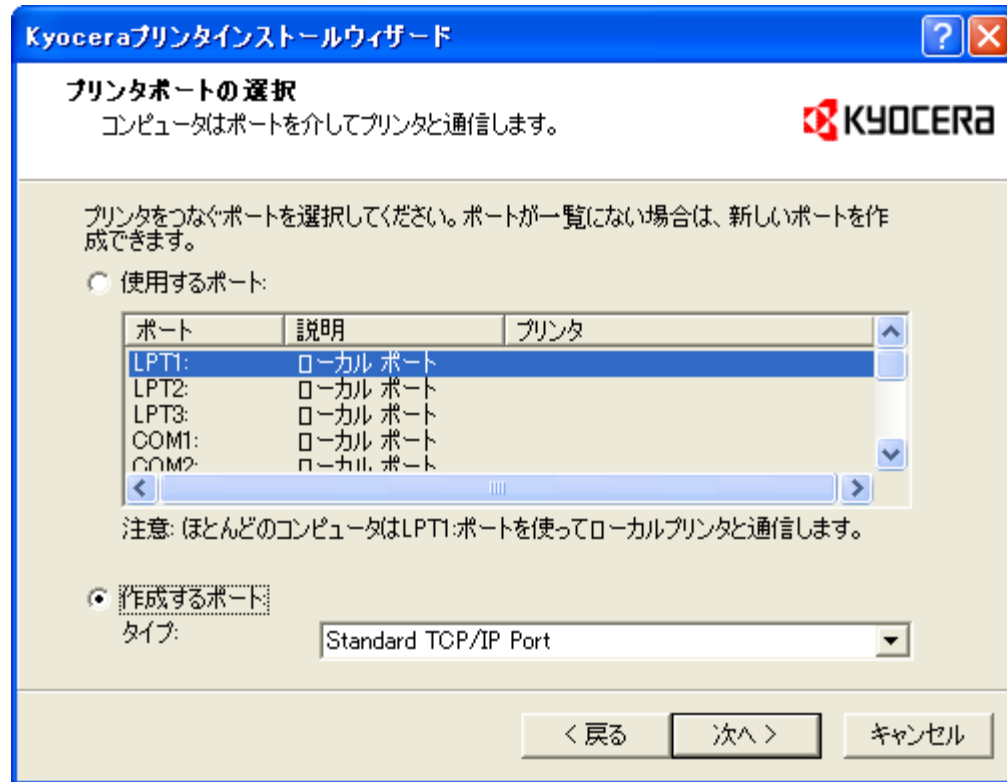 Kyoceraプリンタインストールウィザード
プリンタポートの選択
コンピュータはポートを介してプリンタと通信します。
KYOCERA
プリンタをつなぐポートを選択してください。ポートが一覧にない場合は、新しいポートを作
成できます。
使用するポート:
ポート 説明 プリンタ
LPT1: ローカル ポート
LPT2: ローカル ポート
LPT3: ローカル ポート
COM1: ローカル ポート
COM2: ローカル ポート
注意: ほとんどのコンピュータはLPT1:ポートを使ってローカルプリンタと通信します。
作成するポート:
タイプ: Standard TCP/IP Port
< 戻る 次へ > キャンセル